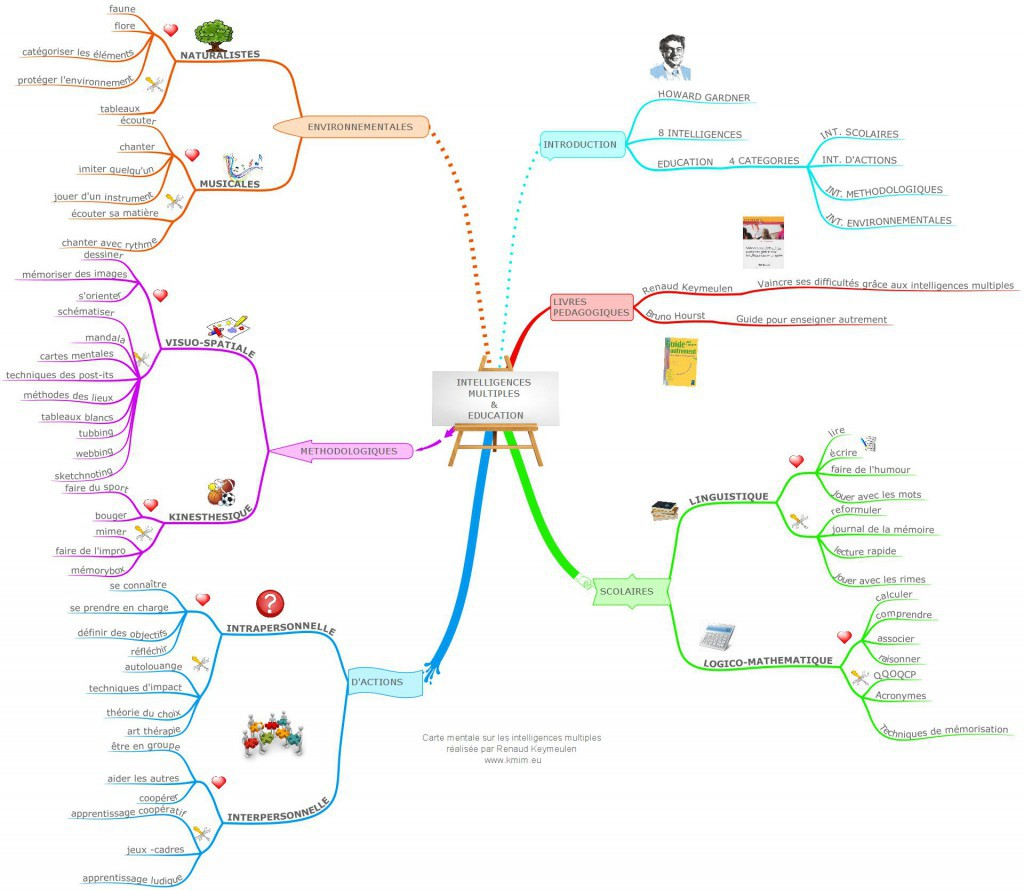 INTELLIGENCES
MULTIPLES
&
EDUCATION
INTRODUCTION
HOWARD GARDNER
8 INTELLIGENCES
EDUCATION
4 CATEGORIES
INT. SCOLAIRES
INT. D'ACTIONS
INT. METHODOLOGIQUES
INT. ENVIRONNEMENTALES
LIVRES
PEDAGOGIQUES
Renaud Keymeulen
Vaincre ses difficultés grâce aux intelligences multiples
Bruno Hourst
Guide pour enseigner autrement
SCOLAIRES
LINGUISTIQUE
lire
écrire
faire de l'humour
jouer avec les mots
reformuler
journal de la mémoire
lecture rapide
jouer avec les rimes
LOGICO-MATHEMATIQUE
calculer
comprendre
associer
raisonner
QQOQCP
Acronymes
Techniques de mémorisation
D'ACTIONS
INTRAPERSONNELLE
se connaître
se prendre en charge
définir des objectifs
réfléchir
autolouange
techniques d'impact
théorie du choix
art thérapie
INTERPERSONNELLE
être en groupe
aider les autres
coopérer
apprentissage coopératif
jeux -cadres
apprentissage ludique
METHODOLOGIQUES
VISUO-SPATIALE
dessiner
mémoriser des images
s'orienter
schématiser
mandala
cartes mentales
techniques des post-its
méthodes des lieux
tableaux blancs
tubbing
webbing
sketchnoting
KINESTHESIQUE
faire du sport
bouger
mimer
faire de l'impro
mémorybox
ENVIRONNEMENTALES
NATURALISTES
faune
flore
catégoriser les éléments
protéger l'environnement
tableaux
MUSICALES
écouter
chanter
imiter quelqu'un
jouer d'un instrument
écouter sa matière
chanter avec rythme
Carte mentale sur les intelligences multiples
réalisée par Renaud Keymeulen
www.kmim.eu